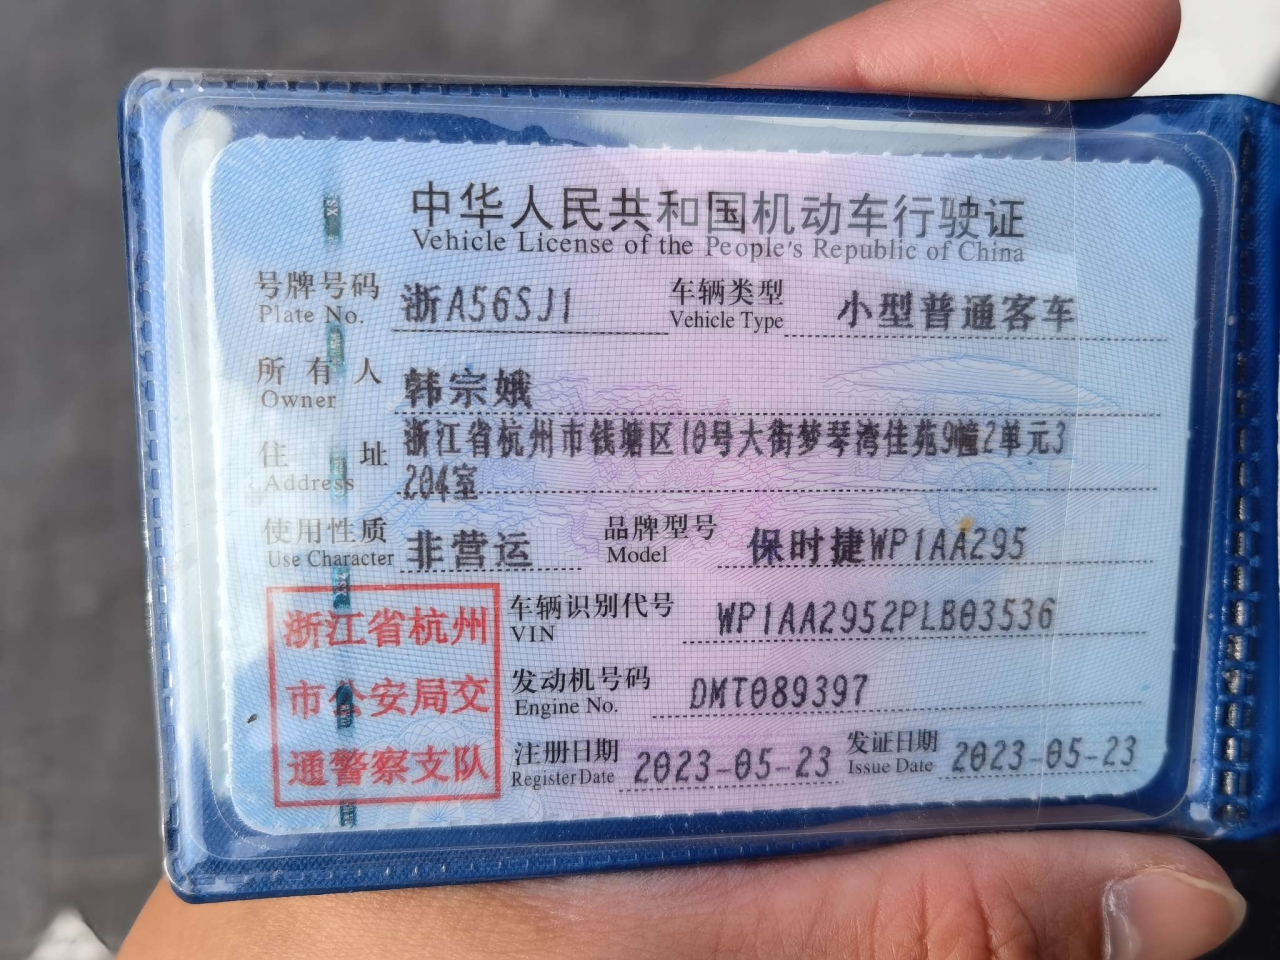 中华人民共和国机动车行驶证
Vehicle License of the People's Republic of China
号牌号码 浙A56SJ1 车辆类型 小型普通客车
Plate No. Vehicle Type
所有人 韩宗娥
Owner
住址 浙江省杭州市钱塘区10号大街梦琴湾佳苑9幢2单元3
Address 204室
使用性质 非营运 品牌型号 保时捷WP1AA295
Use Character Model
浙江省杭州
市公安局交
通警察支队
车辆识别代号 WP1AA2952PLB03536
VIN
发动机号码 DMT089397
Engine No.
注册日期 2023-05-23 发证日期 2023-05-23
Register Date Issue Date